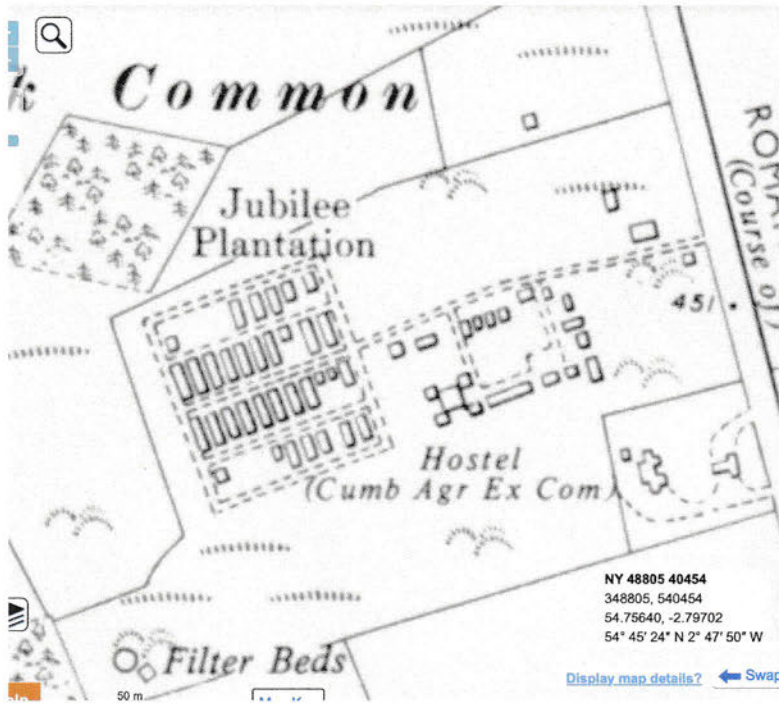 k Common
Jubilee
Plantation
ROMA
(Course of
451
Hostel
(Cumb Agr Ex Com)
NY 48805 40454
348805, 540454
54.75640, -2.79702
54° 45' 24" N 2° 47' 50" W
Filter Beds
Display map details?
Swap
50 m